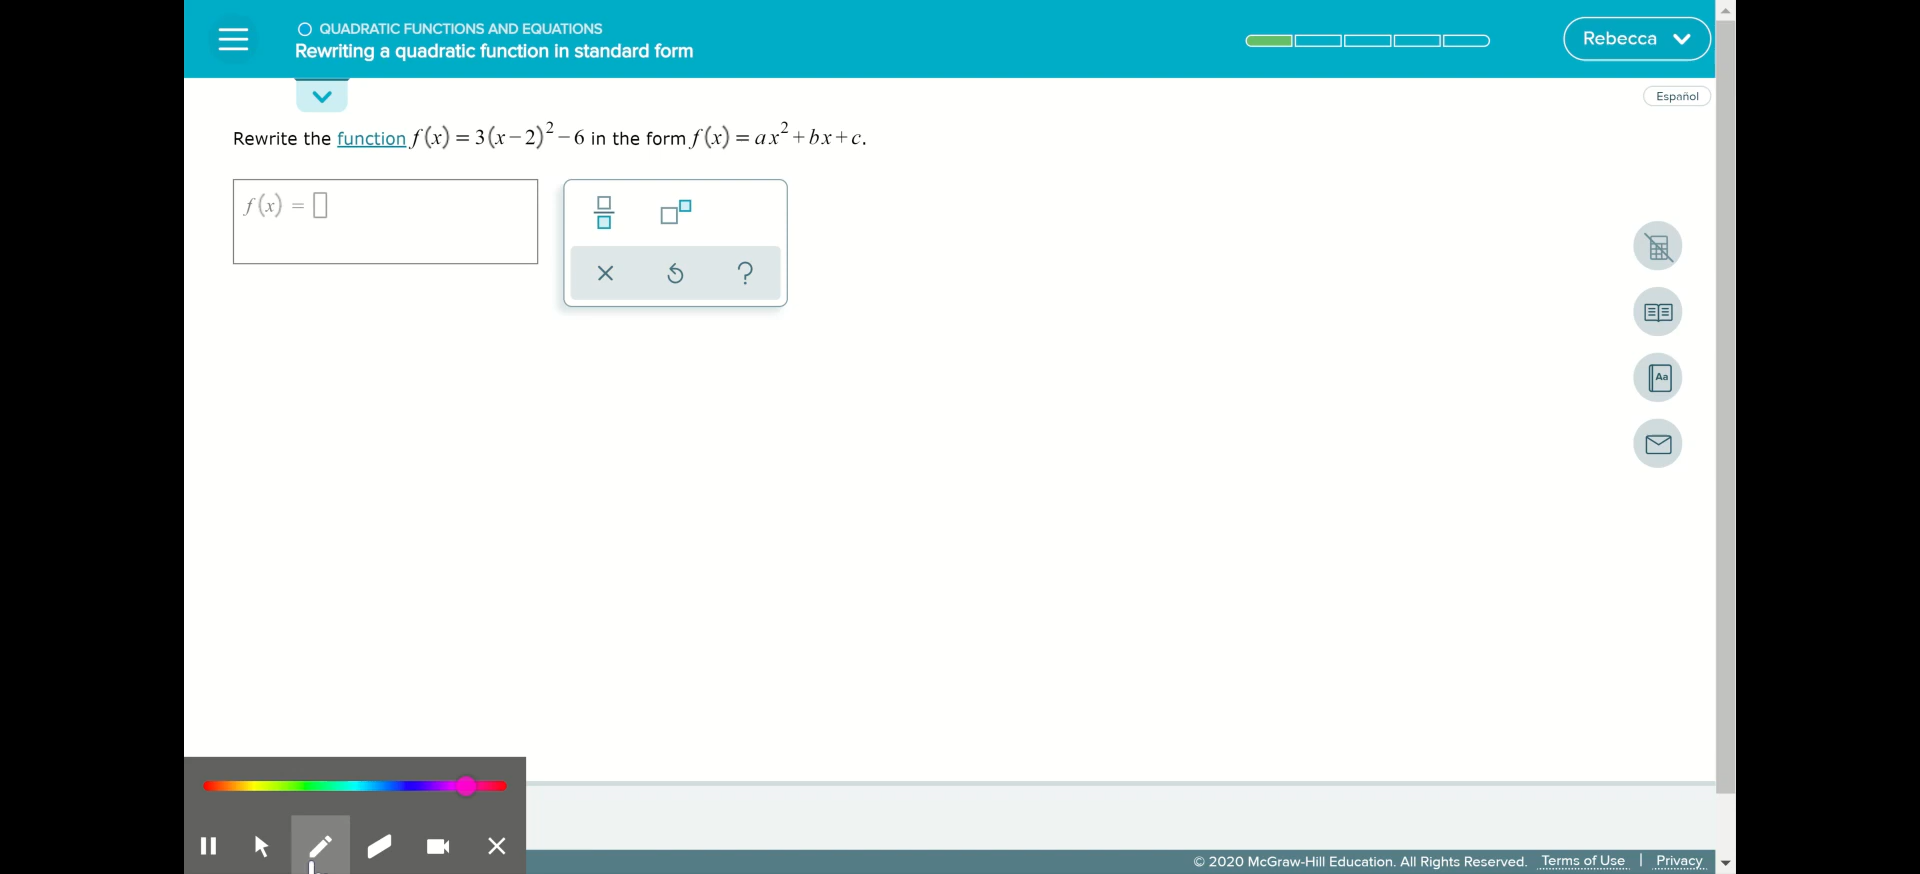 QUADRATIC FUNCTIONS AND EQUATIONS
Rewriting a quadratic function in standard form
Rebecca
Español
Rewrite the function f(x) = 3(x−2)² − 6 in the form f(x) = ax² + bx + c.
f(x) = 
?
Aa
© 2020 McGraw-Hill Education. All Rights Reserved. Terms of Use | Privacy